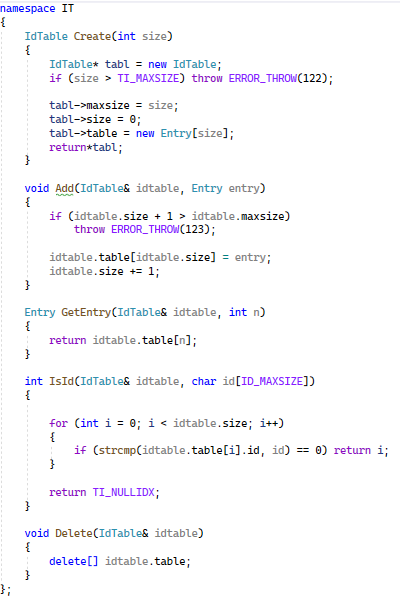 namespace IT
{
    IdTable Create(int size)
    {
        IdTable* tabl = new IdTable;
        if (size > TI_MAXSIZE) throw ERROR_THROW(122);

        tabl->maxsize = size;
        tabl->size = 0;
        tabl->table = new Entry[size];
        return*tabl;
    }

    void Add(IdTable& idtable, Entry entry)
    {
        if (idtable.size + 1 > idtable.maxsize)
            throw ERROR_THROW(123);

        idtable.table[idtable.size] = entry;
        idtable.size += 1;
    }

    Entry GetEntry(IdTable& idtable, int n)
    {
        return idtable.table[n];
    }

    int IsId(IdTable& idtable, char id[ID_MAXSIZE])
    {

        for (int i = 0; i < idtable.size; i++)
        {
            if (strcmp(idtable.table[i].id, id) == 0) return i;
        }

        return TI_NULLIDX;
    }

    void Delete(IdTable& idtable)
    {
        delete[] idtable.table;
    }
};